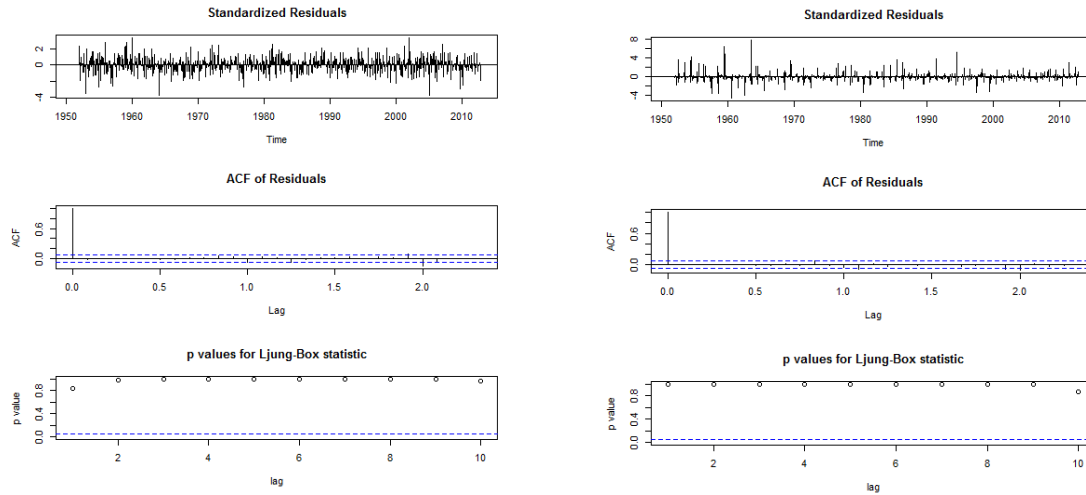 Standardized Residuals
2
0
-4
1950 1960 1970 1980 1990 2000 2010
Time
ACF of Residuals
ACF
0.6
0.0
0.0 0.5 1.0 1.5 2.0
Lag
p values for Ljung-Box statistic
p value
0.8
0.4
0.0
2 4 6 8 10
lag
Standardized Residuals
8
4
0
-4
1950 1960 1970 1980 1990 2000 2010
Time
ACF of Residuals
ACF
0.6
0.0
0.0 0.5 1.0 1.5 2.0
Lag
p values for Ljung-Box statistic
p value
0.8
0.4
0.0
2 4 6 8 10
lag